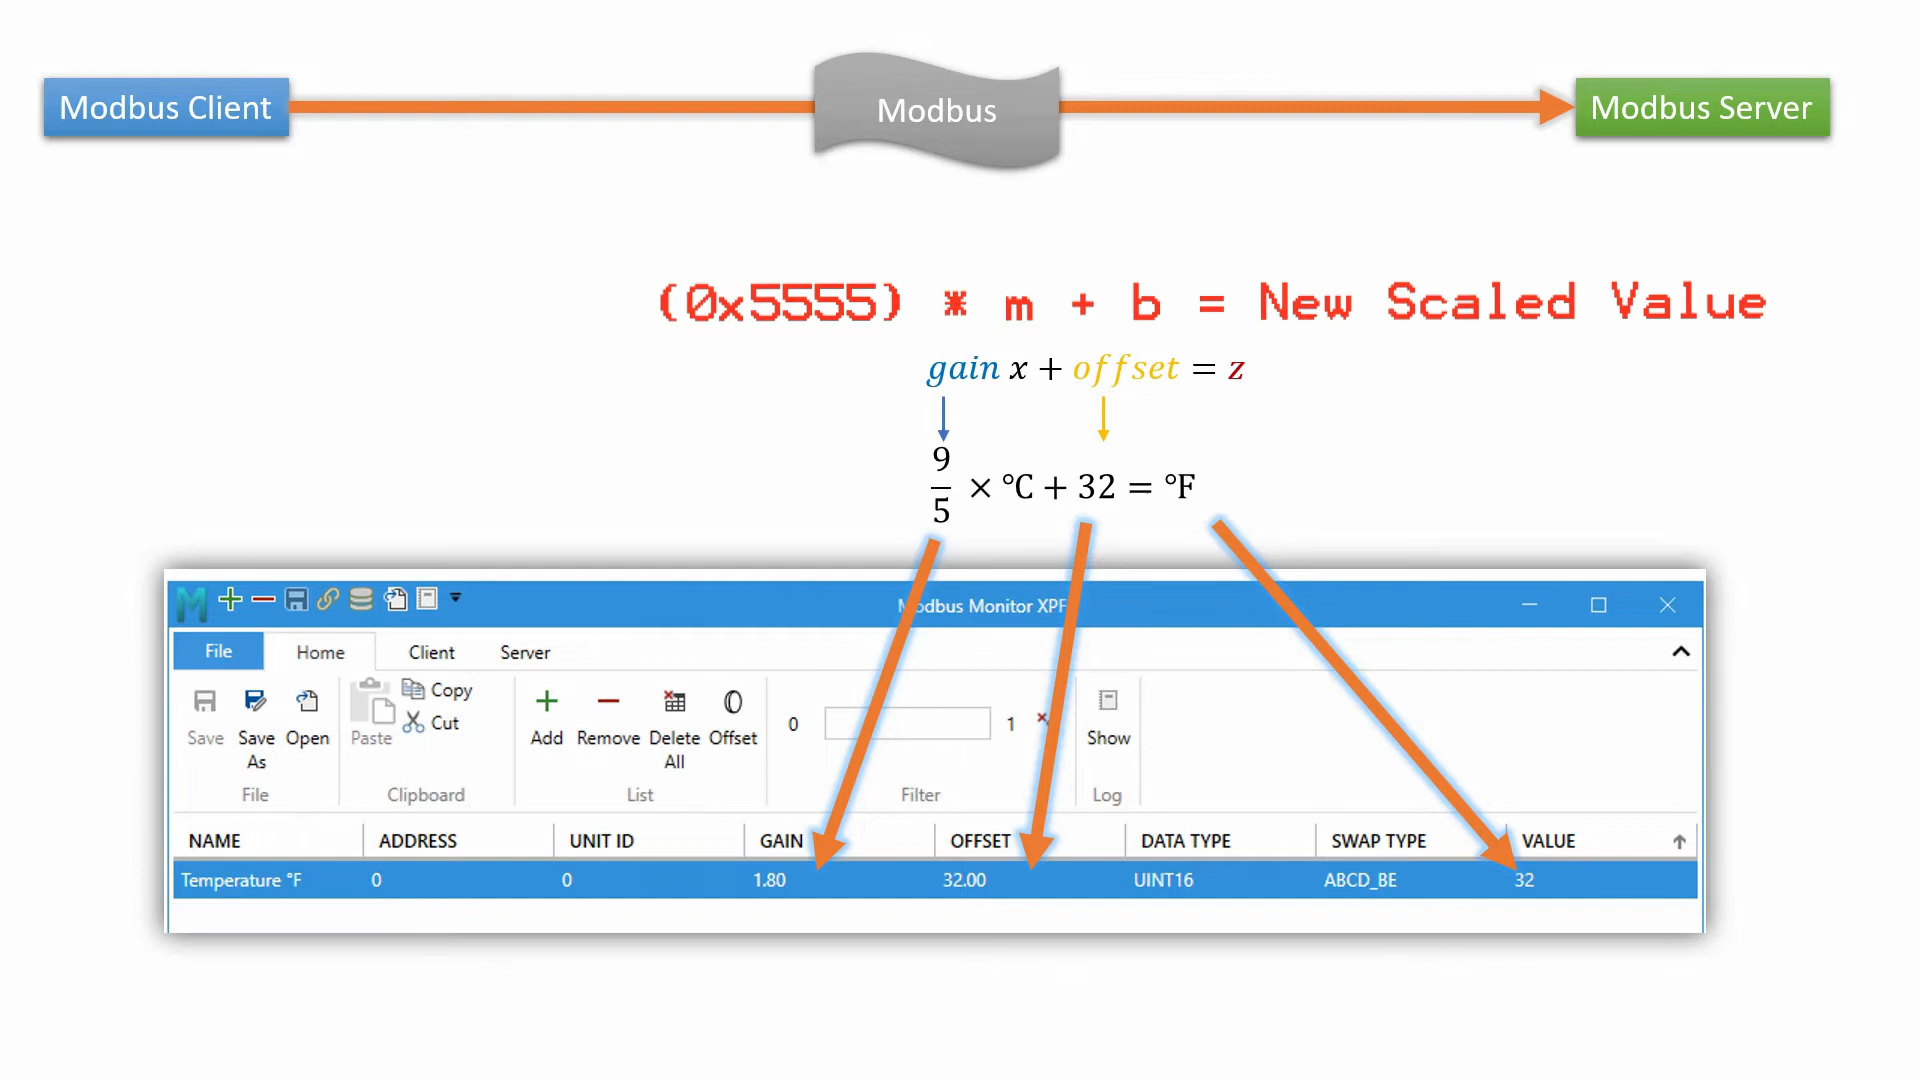 Modbus Client
Modbus
Modbus Server
(0x5555) * m + b = New Scaled Value
gain x + offset = z
9/5 × °C + 32 = °F
Modbus Monitor XPF
File Home Client Server
Save
Save As
Open
File
Paste
Copy
Cut
Clipboard
Add
Remove
Delete All
Offset
List
0
1
Filter
Show
Log
NAME ADDRESS UNIT ID GAIN OFFSET DATA TYPE SWAP TYPE VALUE
Temperature °F 0 0 1.80 32.00 UINT16 ABCD_BE 32